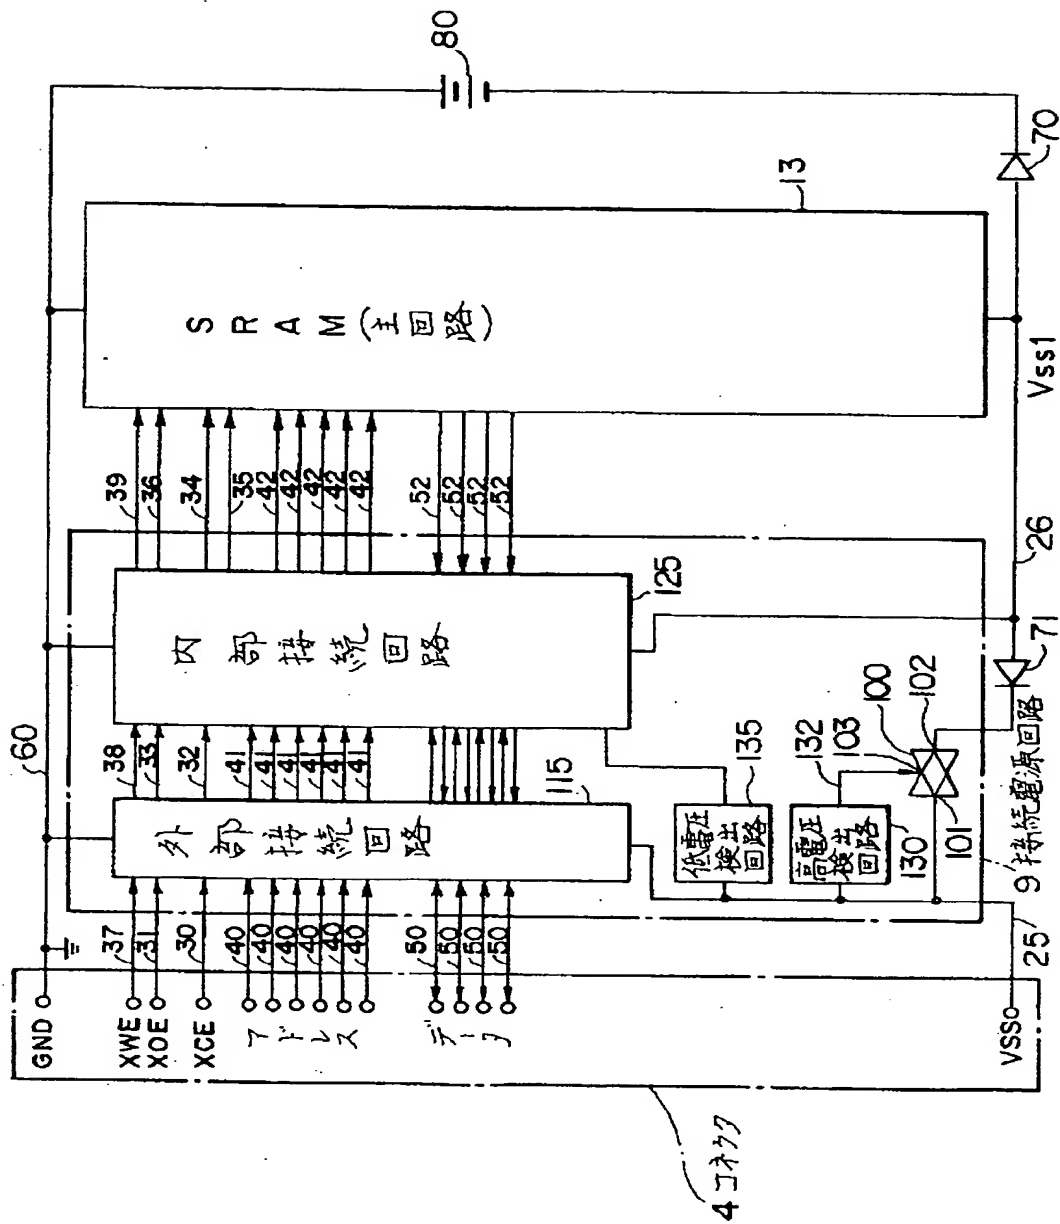 80
60
GND
XWE
XOE
XCE
アドレス
データ
VSS0
37
31
30
40
40
40
40
40
40
50
50
50
50
外部接続回路
115
38
33
32
41
41
41
41
41
41
内部接続回路
125
39
36
34
35
42
42
42
42
42
52
52
52
52
SRAM(主回路)
13
低電圧
検出
回路
135
高電圧
検出
回路
130
132
103
100
102
101
9'接続電源回路
25
71
26
Vss1
70
4 コネクタ